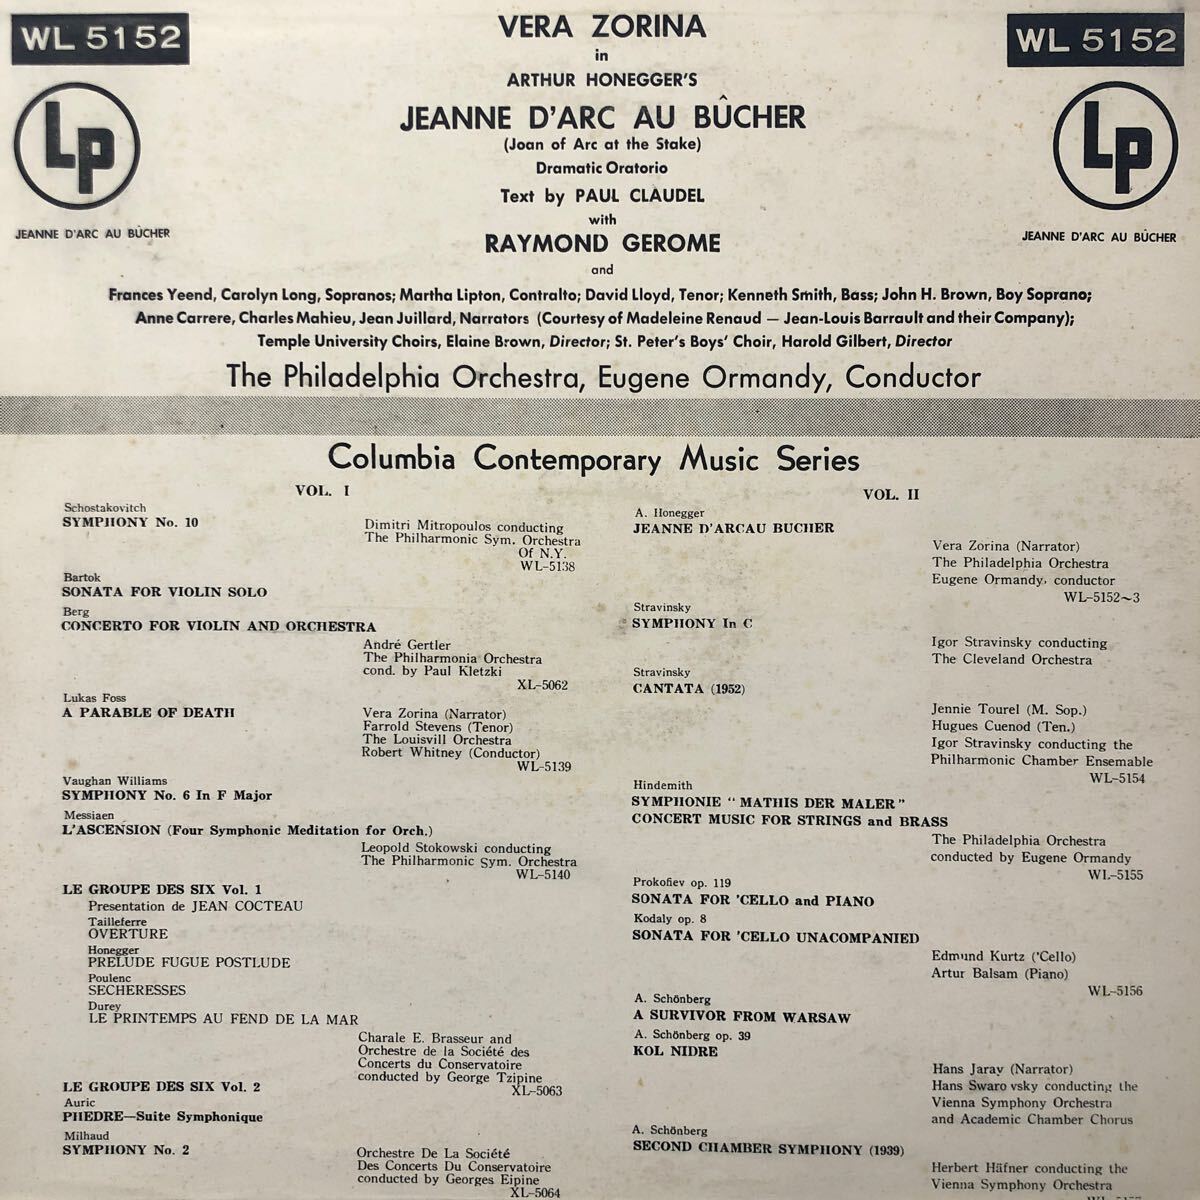 WL 5152
WL 5152
VERA ZORINA
in
ARTHUR HONEGGER'S
JEANNE D'ARC AU BÛCHER
(Joan of Arc at the Stake)
Dramatic Oratorio
Text by PAUL CLAUDEL
with
RAYMOND GEROME
and
LP
LP
JEANNE D'ARC AU BÛCHER
JEANNE D'ARC AU BÛCHER
Frances Yeend, Carolyn Long, Sopranos; Martha Lipton, Contralto; David Lloyd, Tenor; Kenneth Smith, Bass; John H. Brown, Boy Soprano;
Anne Carrere, Charles Mahieu, Jean Juillard, Narrators (Courtesy of Madeleine Renaud — Jean-Louis Barrault and their Company);
Temple University Choirs, Elaine Brown, Director; St. Peter's Boys' Choir, Harold Gilbert, Director
The Philadelphia Orchestra, Eugene Ormandy, Conductor
Columbia Contemporary Music Series
VOL. I
Schostakovitch
SYMPHONY No. 10
Dimitri Mitropoulos conducting
The Philharmonic Sym. Orchestra
Of N.Y.
WL-5138
Bartok
SONATA FOR VIOLIN SOLO
Berg
CONCERTO FOR VIOLIN AND ORCHESTRA
André Gertler
The Philharmonia Orchestra
cond. by Paul Kletzki
XL-5062
Lukas Foss
A PARABLE OF DEATH
Vera Zorina (Narrator)
Farrold Stevens (Tenor)
The Louisvill Orchestra
Robert Whitney (Conductor)
WL-5139
Vaughan Williams
SYMPHONY No. 6 In F Major
Messiaen
L'ASCENSION (Four Symphonic Meditation for Orch.)
Leopold Stokowski conducting
The Philharmonic Sym. Orchestra
WL-5140
LE GROUPE DES SIX Vol. 1
Presentation de JEAN COCTEAU
Tailleferre
OVERTURE
Honegger
PRELUDE FUGUE POSTLUDE
Poulenc
SECHERESSES
Durey
LE PRINTEMPS AU FEND DE LA MAR
Charale E. Brasseur and
Orchestre de la Société des
Concerts du Conservatoire
conducted by George Tzipine
XL-5063
LE GROUPE DES SIX Vol. 2
Auric
PHEDRE—Suite Symphonique
Milhaud
SYMPHONY No. 2
Orchestre De La Société
Des Concerts Du Conservatoire
conducted by Georges Eipine
XL-5064
VOL. II
A. Honegger
JEANNE D'ARCAU BUCHER
Vera Zorina (Narrator)
The Philadelphia Orchestra
Eugene Ormandy, conductor
WL-5152~3
Stravinsky
SYMPHONY In C
Igor Stravinsky conducting
The Cleveland Orchestra
Stravinsky
CANTATA (1952)
Jennie Tourel (M. Sop.)
Hugues Cuenod (Ten.)
Igor Stravinsky conducting the
Philharmonic Chamber Ensemable
WL-5154
Hindemith
SYMPHONIE "MATHIS DER MALER"
CONCERT MUSIC FOR STRINGS and BRASS
The Philadelphia Orchestra
conducted by Eugene Ormandy
WL-5155
Prokofiev op. 119
SONATA FOR 'CELLO and PIANO
Kodaly op. 8
SONATA FOR 'CELLO UNACOMPANIED
Edmund Kurtz ('Cello)
Artur Balsam (Piano)
WL-5156
A. Schönberg
A SURVIVOR FROM WARSAW
A. Schönberg op. 39
KOL NIDRE
Hans Jaray (Narrator)
Hans Swaro vsky conducting the
Vienna Symphony Orchestra
and Academic Chamber Chorus
A. Schönberg
SECOND CHAMBER SYMPHONY (1939)
Herbert Häfner conducting the
Vienna Symphony Orchestra